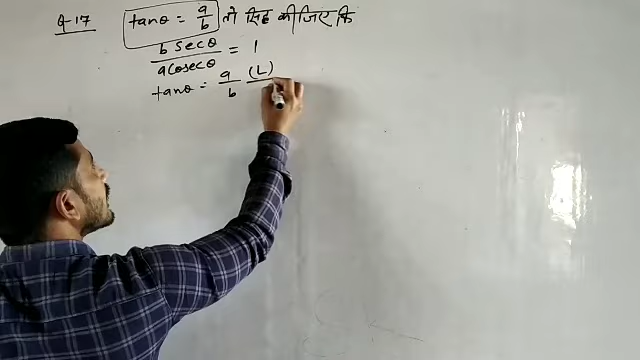 Q-17 tanθ = a/b तो सिद्ध कीजिए कि
b secθ / a cosecθ = 1
tanθ = a/b (L)